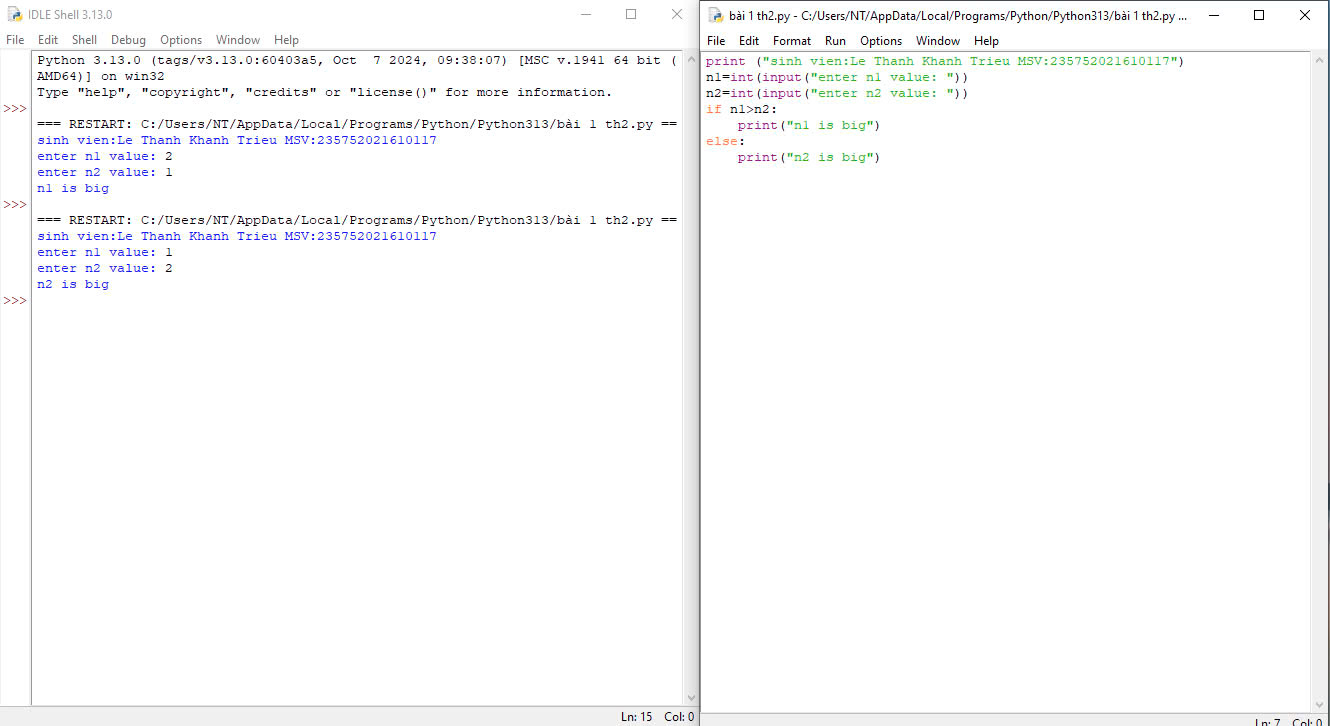 IDLE Shell 3.13.0
File Edit Shell Debug Options Window Help
Python 3.13.0 (tags/v3.13.0:60403a5, Oct  7 2024, 09:38:07) [MSC v.1941 64 bit (
AMD64)] on win32
Type "help", "copyright", "credits" or "license()" for more information.
>>>
=== RESTART: C:/Users/NT/AppData/Local/Programs/Python/Python313/bài 1 th2.py ==
sinh vien:Le Thanh Khanh Trieu MSV:235752021610117
enter n1 value: 2
enter n2 value: 1
n1 is big
>>>
=== RESTART: C:/Users/NT/AppData/Local/Programs/Python/Python313/bài 1 th2.py ==
sinh vien:Le Thanh Khanh Trieu MSV:235752021610117
enter n1 value: 1
enter n2 value: 2
n2 is big
>>>
Ln: 15 Col: 0
bài 1 th2.py - C:/Users/NT/AppData/Local/Programs/Python/Python313/bài 1 th2.py ...
File Edit Format Run Options Window Help
print ("sinh vien:Le Thanh Khanh Trieu MSV:235752021610117")
n1=int(input("enter n1 value: "))
n2=int(input("enter n2 value: "))
if n1>n2:
    print("n1 is big")
else:
    print("n2 is big")
Ln: 7 Col: 0